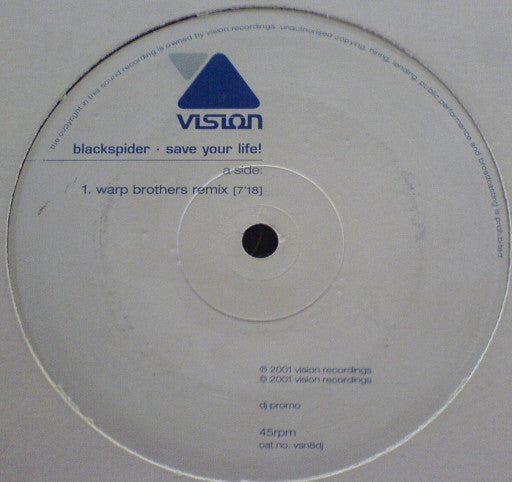 the copyright in this sound recording is owned by vision recordings. unauthorised copying, hiring, lending, public performance and broadcasting is prohibited
vision
blackspider · save your life!
a side:
1. warp brothers remix [7'18]
℗ 2001 vision recordings
© 2001 vision recordings
dj promo
45rpm
cat no. vsn8dj